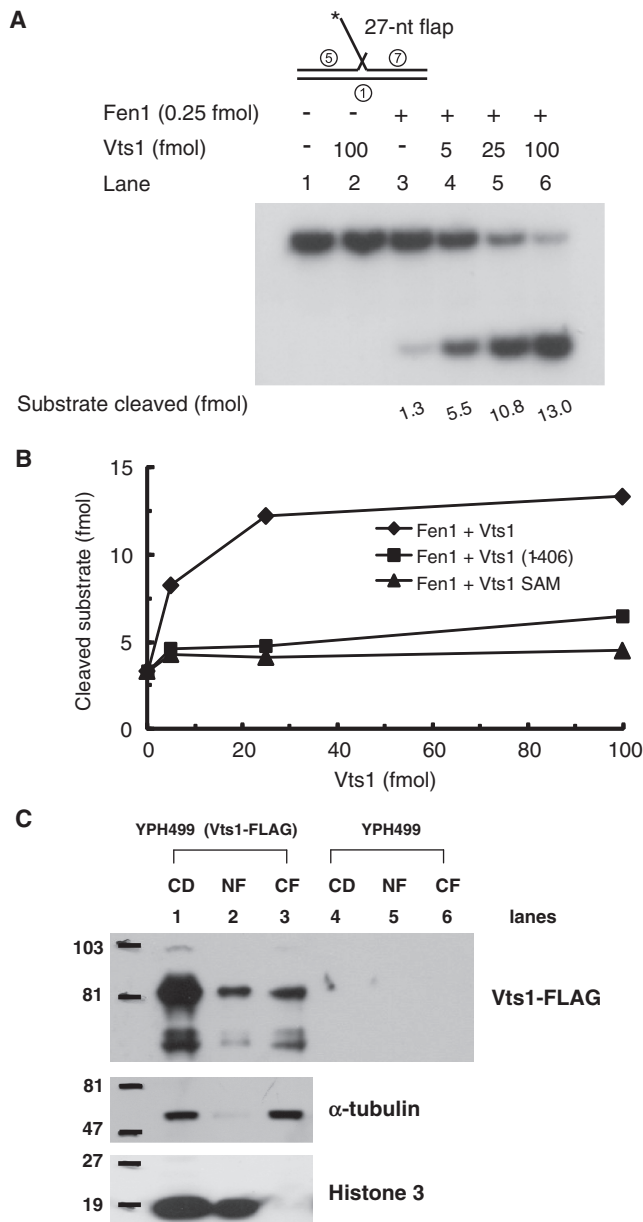 A
* 27-nt flap
⑤ ⑦
①
Fen1 (0.25 fmol) - - + + + +
Vts1 (fmol) - 100 - 5 25 100
Lane 1 2 3 4 5 6
Substrate cleaved (fmol) 1.3 5.5 10.8 13.0
B
Cleaved substrate (fmol)
15
10
5
0
Fen1 + Vts1
Fen1 + Vts1 (1-406)
Fen1 + Vts1 SAM
0 20 40 60 80 100
Vts1 (fmol)
C
YPH499 (Vts1-FLAG) YPH499
CD NF CF CD NF CF
1 2 3 4 5 6 lanes
103
81
Vts1-FLAG
81
47
α-tubulin
27
19
Histone 3